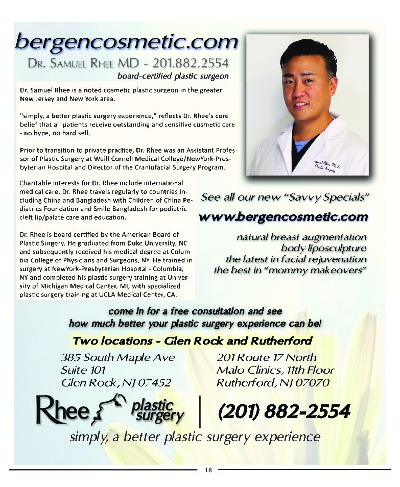 bergencosmetic.com
DR. SAMUEL RHEE MD - 201.882.2554
board-certified plastic surgeon
Dr. Samuel Rhee is a noted cosmetic plastic surgeon in the greater
New Jersey and New York area.
"simply, a better plastic surgery experience," reflects Dr. Rhee's core
belief that all patients receive outstanding and sensitive cosmetic care
- no hype, no hard sell.
Prior to transition to private practice, Dr. Rhee was an Assistant Profes-
sor of Plastic Surgery at Weill Cornell Medical College/NewYork-Pres-
byterian Hospital and Director of the Craniofacial Surgery Program.
Charitable interests for Dr. Rhee include international
medical care. Dr. Rhee travels regularly to countries in-
cluding China and Bangladesh with Children of China Pe-
diatrics Foundation and Smile Bangladesh for pediatric
cleft lip/palate care and education.
Dr. Rhee is board certified by the American Board of
Plastic Surgery. He graduated from Duke University, NC
and subsequently received his medical degree at Colum
bia College of Physicians and Surgeons, NY. He trained in
surgery at NewYork-Presbyterian Hospital - Columbia,
NY and completed his plastic surgery training at Univer
sity of Michigan Medical Center, MI, with specialized
plastic surgery training at UCLA Medical Center, CA.
See all our new "Savvy Specials"
www.bergencosmetic.com
natural breast augmentation
body liposculpture
the latest in facial rejuvenation
the best in "mommy makeovers"
come in for a free consultation and see
how much better your plastic surgery experience can be!
Two locations - Glen Rock and Rutherford
385 South Maple Ave
Suite 101
Glen Rock, NJ 07452
201 Route 17 North
Malo Clinics, 11th Floor
Rutherford, NJ 07070
Rhee plastic
surgery
(201) 882-2554
simply, a better plastic surgery experience
18